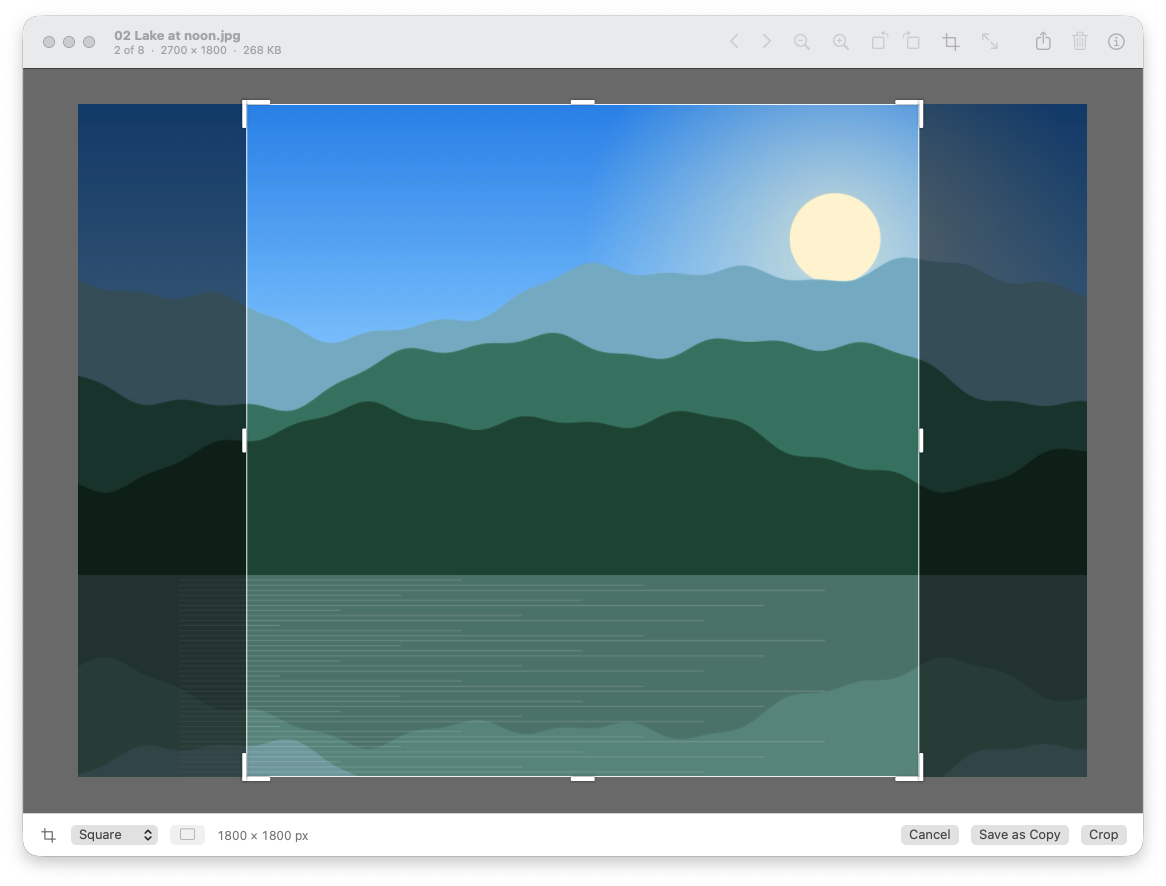 02 Lake at noon.jpg
2 of 8 · 2700 × 1800 · 268 KB
Square
1800 × 1800 px
Cancel
Save as Copy
Crop